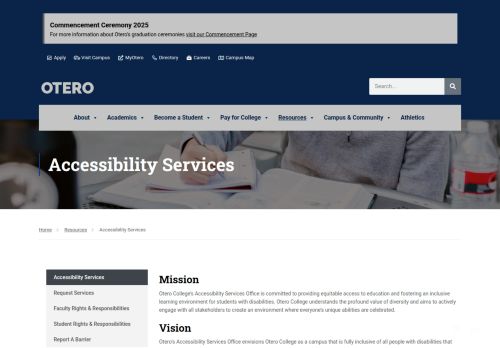 Commencement Ceremony 2025
For more information about Otero's graduation ceremonies visit our Commencement Page
Apply Visit Campus MyOtero Directory Careers Campus Map
OTERO
Search...
About Academics Become a Student Pay for College Resources Campus & Community Athletics
Accessibility Services
Home Resources Accessibility Services
Accessibility Services
Request Services
Faculty Rights & Responsibilities
Student Rights & Responsibilities
Report A Barrier
Mission
Otero College's Accessibility Services Office is committed to providing equitable access to education and fostering an inclusive
learning environment for students with disabilities. Otero College understands the profound value of diversity and aims to actively
engage with all stakeholders to create an environment where everyone's unique abilities are celebrated.
Vision
Otero's Accessibility Services Office envisions Otero College as a campus that is fully inclusive of all people with disabilities that